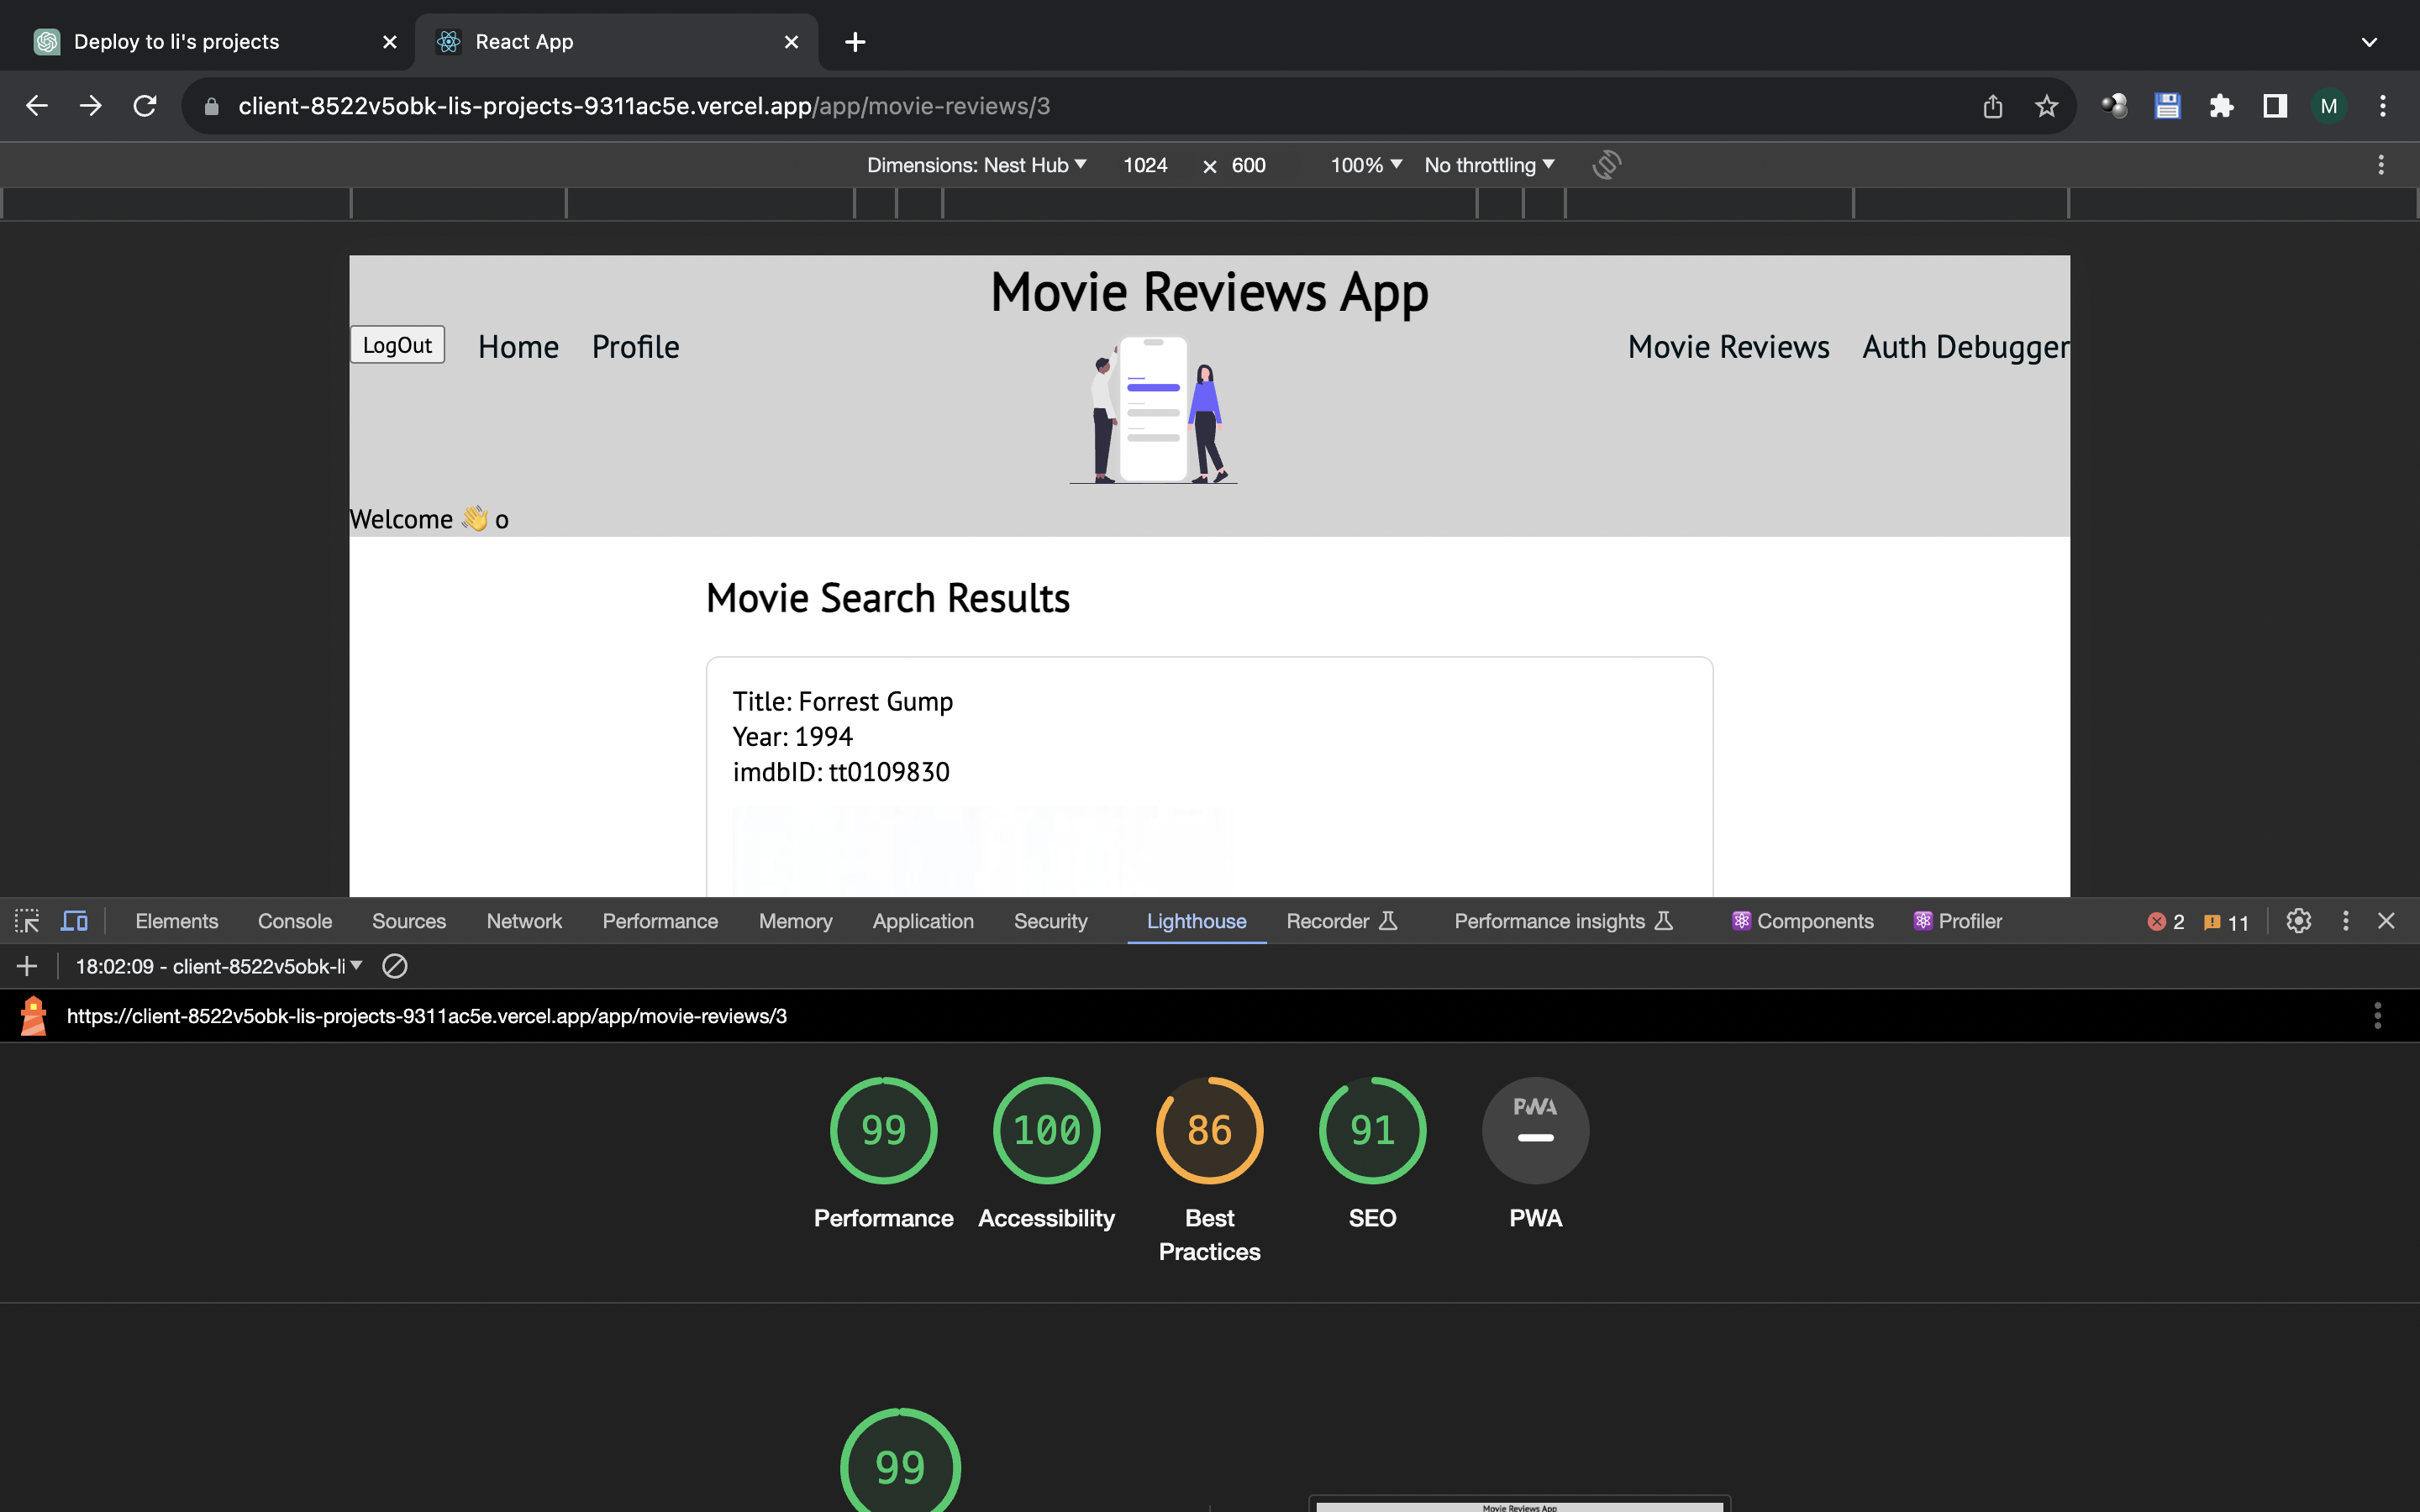 Deploy to li's projects
React App
client-8522v5obk-lis-projects-9311ac5e.vercel.app/app/movie-reviews/3
M
Dimensions: Nest Hub 1024 × 600 100% No throttling
Movie Reviews App
LogOut Home Profile Movie Reviews Auth Debugger
Welcome 👋 o
Movie Search Results
Title: Forrest Gump
Year: 1994
imdbID: tt0109830
Elements Console Sources Network Performance Memory Application Security Lighthouse Recorder Performance insights Components Profiler 2 11
18:02:09 - client-8522v5obk-li
https://client-8522v5obk-lis-projects-9311ac5e.vercel.app/app/movie-reviews/3
99 100 86 91 PWA
Performance Accessibility Best Practices SEO PWA
99
Movie Reviews App